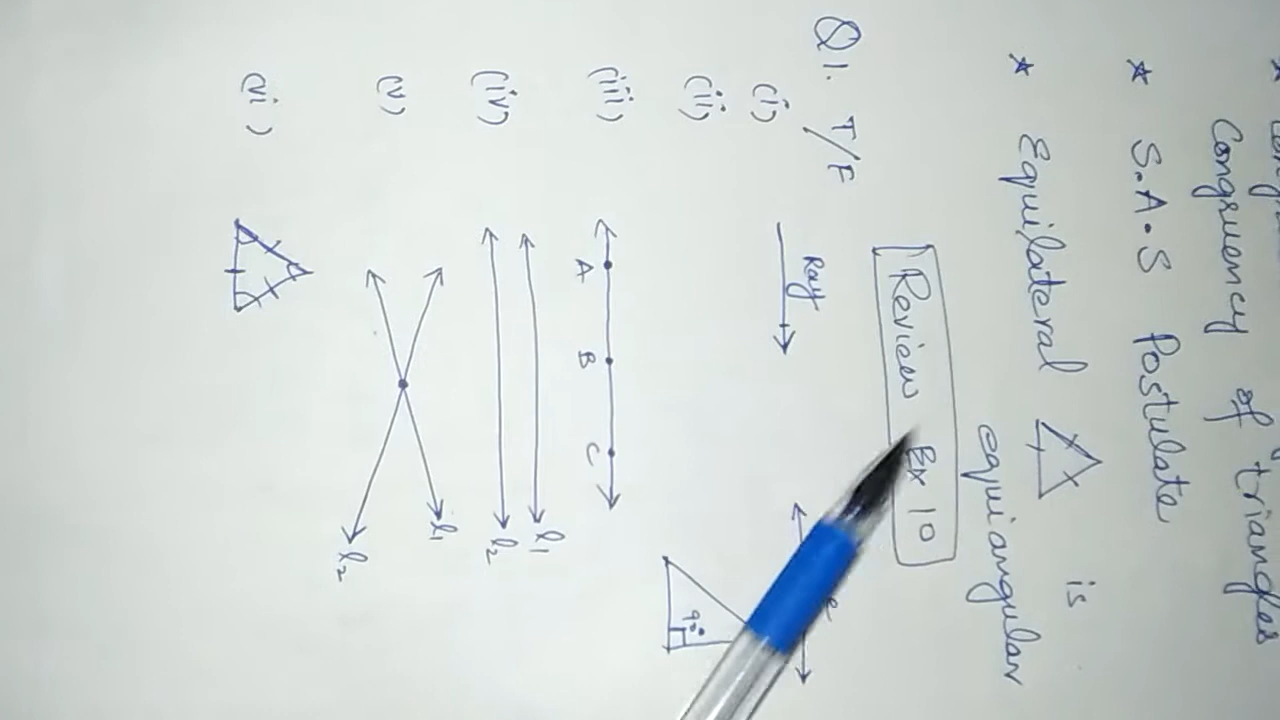 Congruency of triangles
* S.A.S Postulate
* Equilateral is
equiangular
Review Ex 10
Q1. T/F
(i) Ray
(ii) 90°
(iii) A B C
(iv) l₁
l₂
(v) l₁
l₂
(vi)